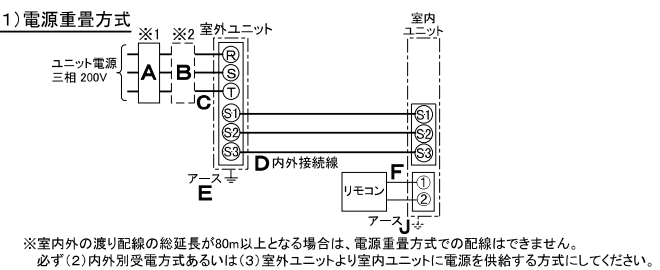 1)電源重畳方式
※1 ※2 室外ユニット
室内
ユニット
ユニット電源
三相 200V
A B
R
S
T
C
S1 S1
S2 S2
S3 S3
D 内外接続線
アース
E
F
リモコン
① ②
アース J
※室内外の渡り配線の総延長が80m以上となる場合は、電源重畳方式での配線はできません。
必ず(2)内外別受電方式あるいは(3)室外ユニットより室内ユニットに電源を供給する方式にしてください。